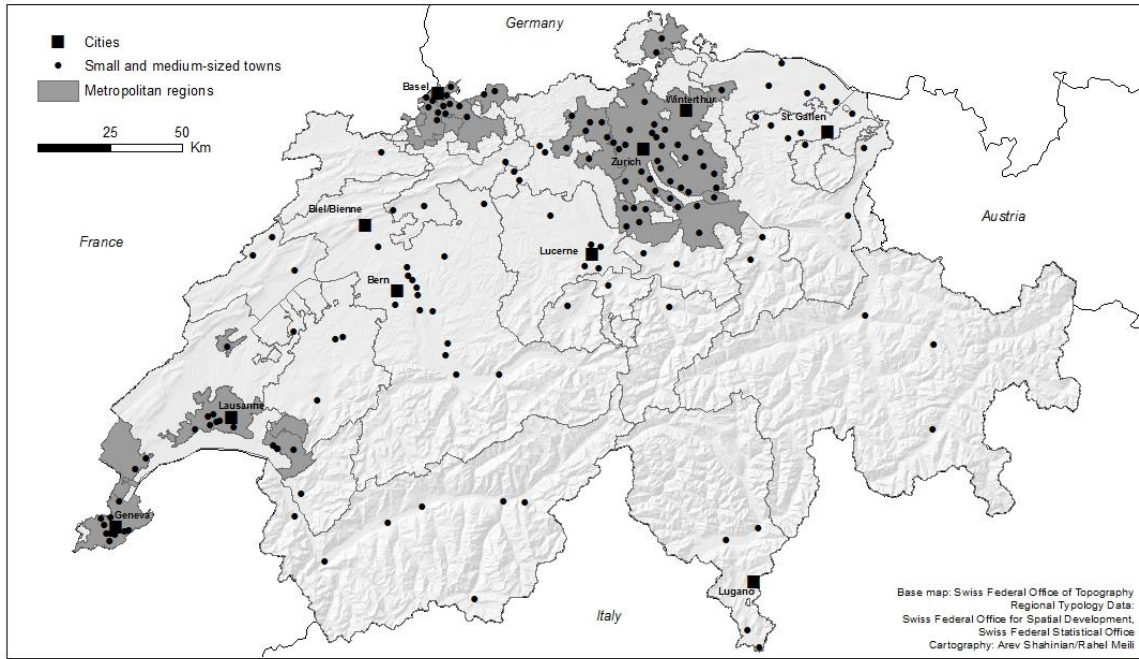 Germany
Cities
Small and medium-sized towns
Metropolitan regions
25 50
Km
Basel
Winterthur
St. Gallen
Zurich
Biel/Bienne
France
Austria
Lucerne
Bern
Lausanne
Geneva
Lugano
Italy
Base map: Swiss Federal Office of Topography
Regional Typology Data:
Swiss Federal Office for Spatial Development,
Swiss Federal Statistical Office
Cartography: Arev Shahinian/Rahel Meili